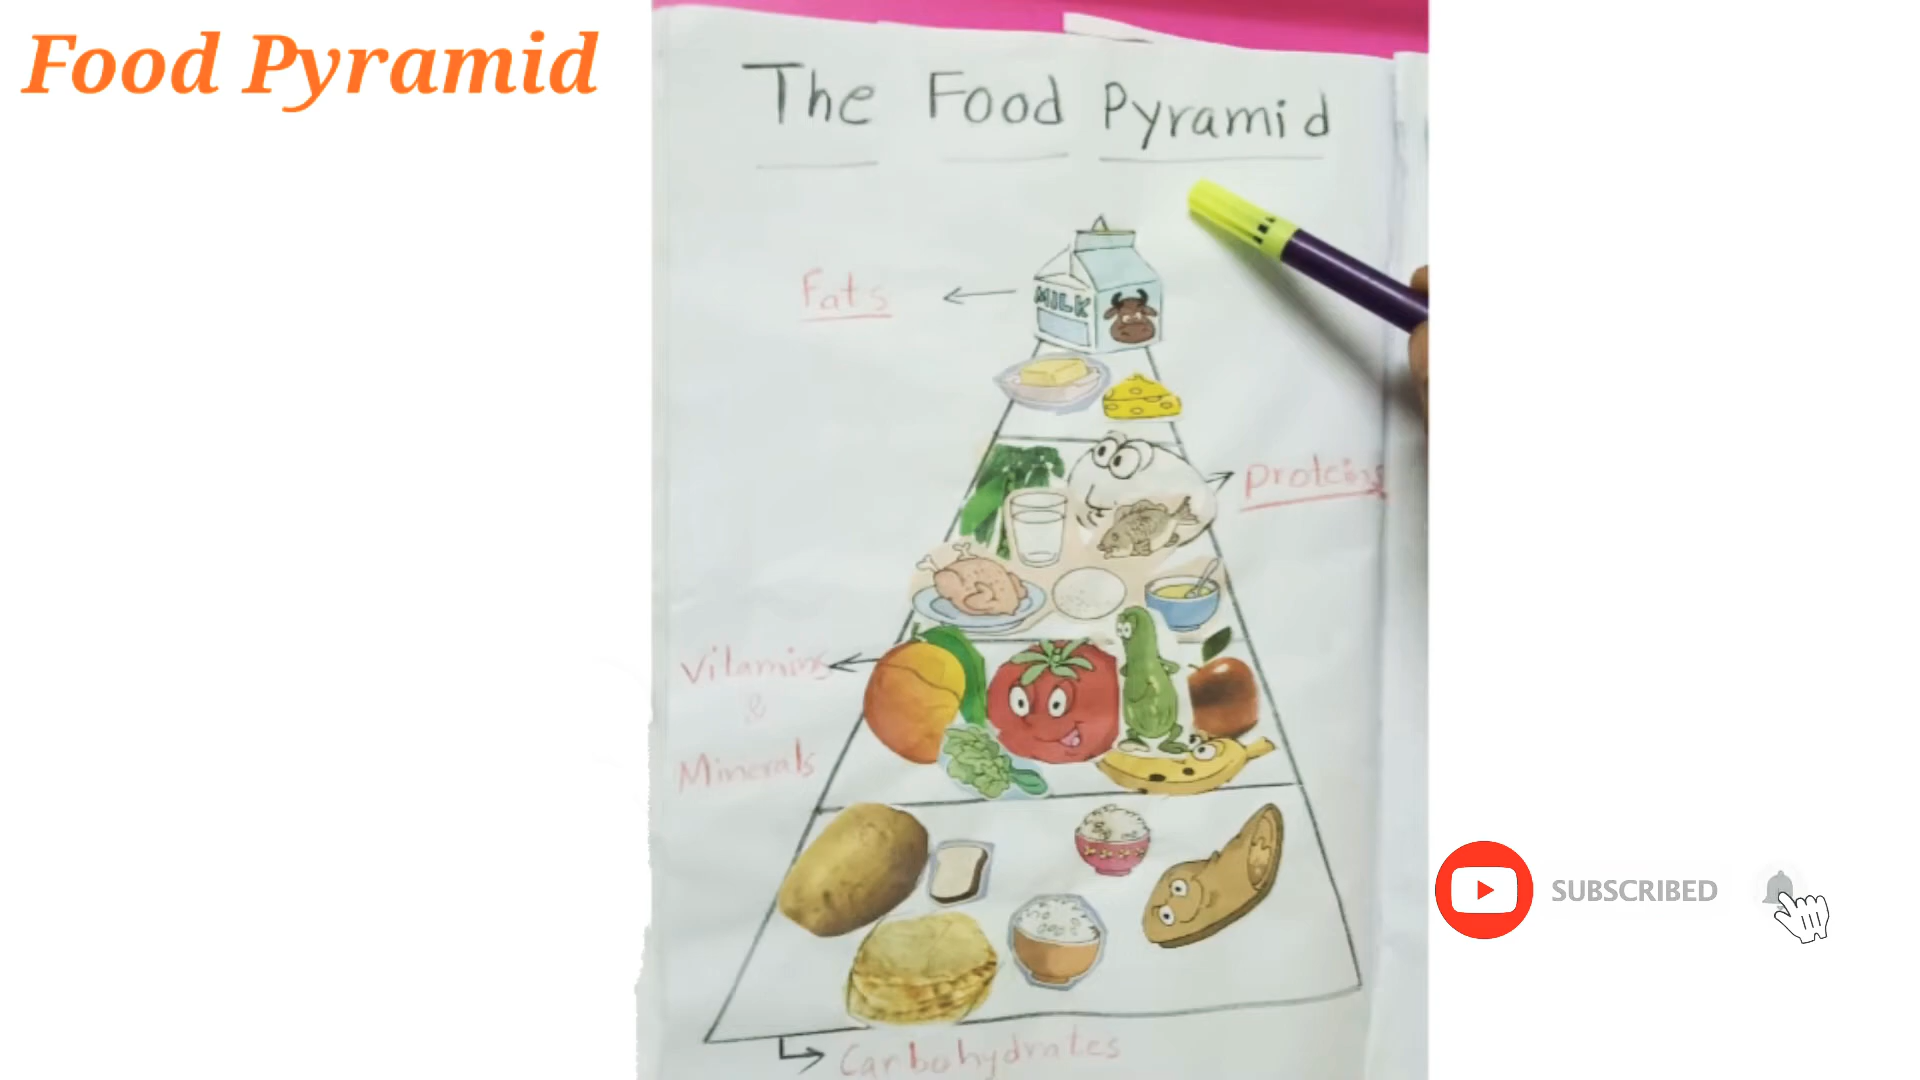 Food Pyramid
The Food Pyramid
Fats
MILK
Proteins
Vitamins
&
Minerals
Carbohydrates
SUBSCRIBED